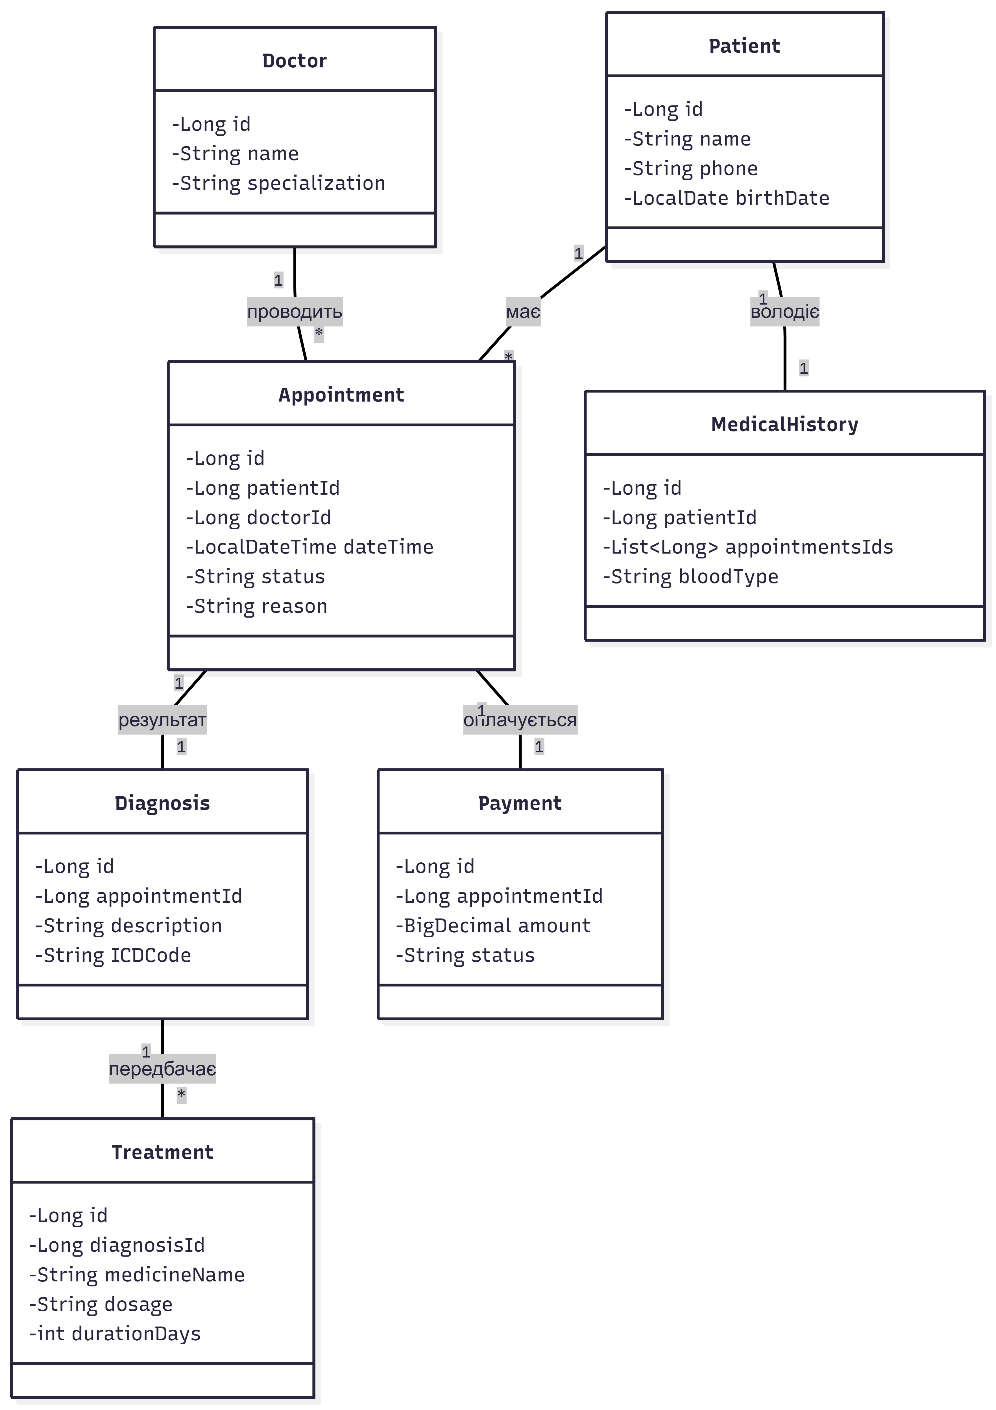 Doctor
-Long id
-String name
-String specialization
Patient
-Long id
-String name
-String phone
-LocalDate birthDate
1
проводить
*
1
має
*
1
володіє
1
Appointment
-Long id
-Long patientId
-Long doctorId
-LocalDateTime dateTime
-String status
-String reason
MedicalHistory
-Long id
-Long patientId
-List<Long> appointmentsIds
-String bloodType
1
результат
1
1
оплачується
1
Diagnosis
-Long id
-Long appointmentId
-String description
-String ICDCode
Payment
-Long id
-Long appointmentId
-BigDecimal amount
-String status
1
передбачає
*
Treatment
-Long id
-Long diagnosisId
-String medicineName
-String dosage
-int durationDays